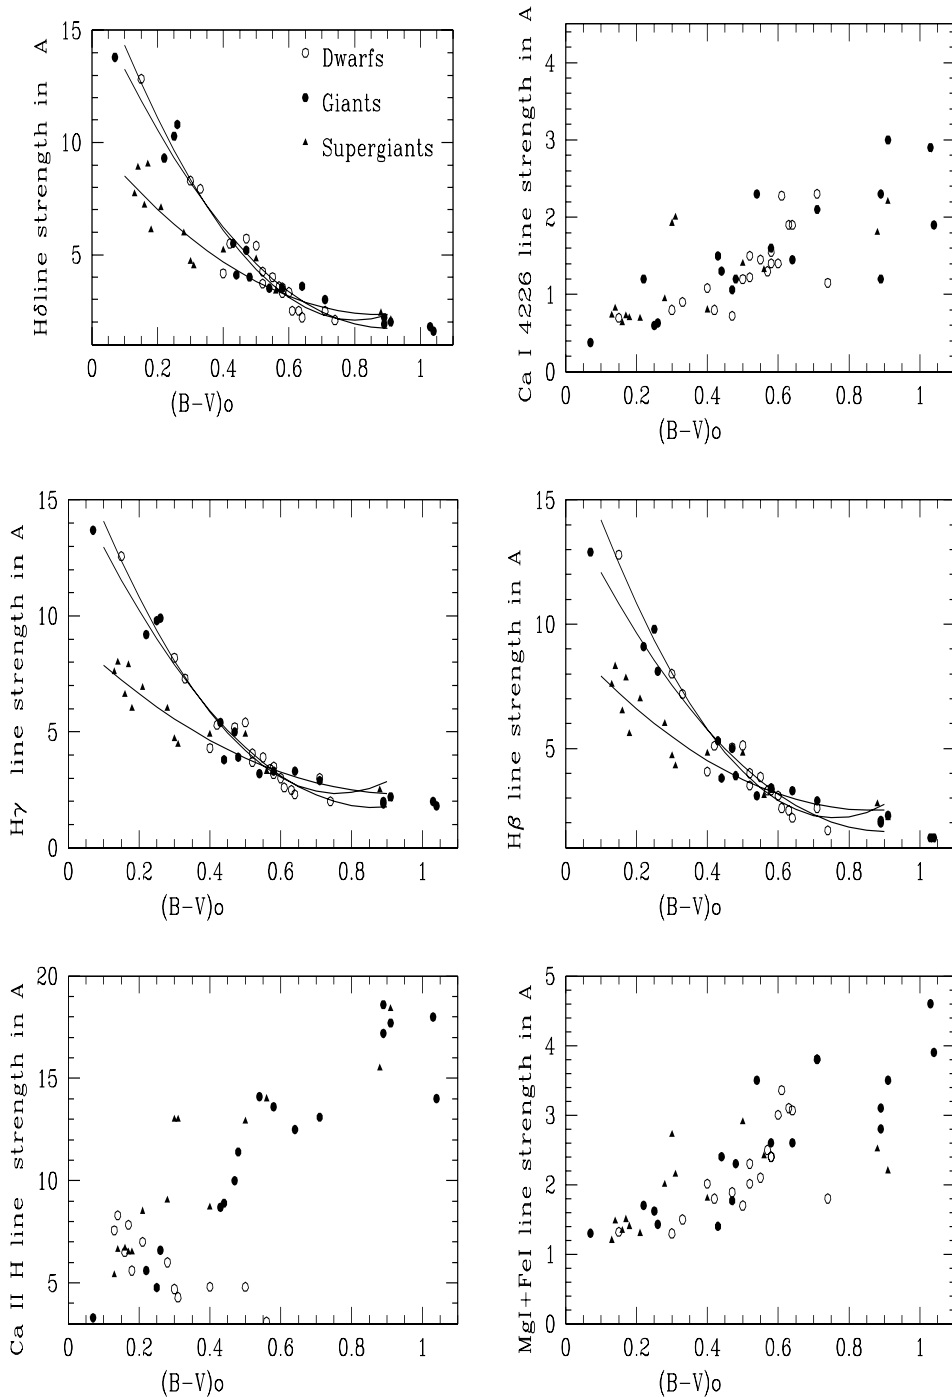 Hδline strength in A
15
10
5
0 0.2 0.4 0.6 0.8 1
(B-V)o
Dwarfs
Giants
Supergiants
Ca I 4226 line strength in A
4
3
2
1
0
0 0.2 0.4 0.6 0.8 1
(B-V)o
Hγ line strength in A
15
10
5
0
0 0.2 0.4 0.6 0.8 1
(B-V)o
Hβ line strength in A
15
10
5
0 0.2 0.4 0.6 0.8 1
(B-V)o
Ca II H line strength in A
20
15
10
5
0 0.2 0.4 0.6 0.8 1
(B-V)o
MgI+FeI line strength in A
5
4
3
2
1
0
0 0.2 0.4 0.6 0.8 1
(B-V)o